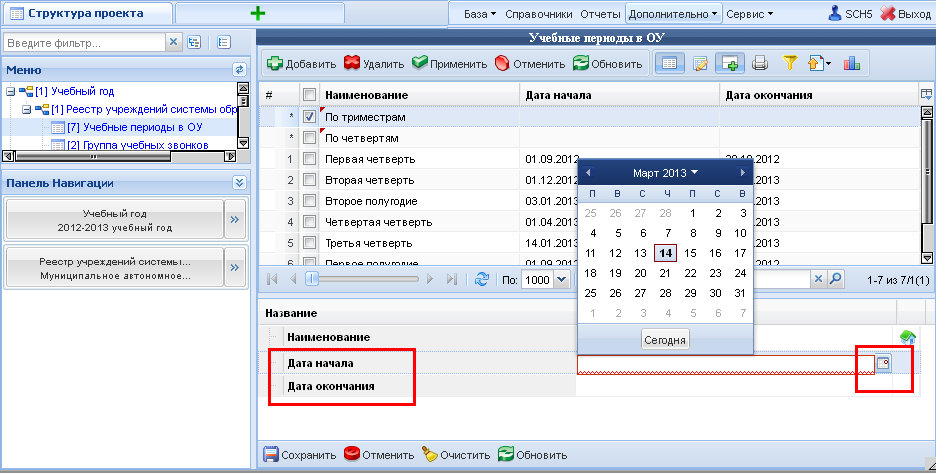 Структура проекта
База Справочники Отчеты Дополнительно Сервис SCH5 Выход
Введите фильтр...
Учебные периоды в ОУ
Меню
[1] Учебный год
[1] Реестр учреждений системы обр
[7] Учебные периоды в ОУ
[2] Группа учебных звонков
Панель Навигации
Учебный год
2012-2013 учебный год
»
Реестр учреждений системы...
Муниципальное автономное...
»
Добавить Удалить Применить Отменить Обновить
# Наименование Дата начала Дата окончания
* По триместрам
* По четвертям
1 Первая четверть 01.09.2012 .2012
2 Вторая четверть 01.12.2012 .2013
3 Второе полугодие 03.01.2013 .2013
4 Четвертая четверть 01.04.2013 .2013
5 Третья четверть 14.01.2013 .2013
6 Первое полугодие .2012
По: 1000 1-7 из 7/1(1)
Март 2013
П В С Ч П С В
25 26 27 28 1 2 3
4 5 6 7 8 9 10
11 12 13 14 15 16 17
18 19 20 21 22 23 24
25 26 27 28 29 30 31
1 2 3 4 5 6 7
Сегодня
Название
Наименование
Дата начала
Дата окончания
Сохранить Отменить Очистить Обновить